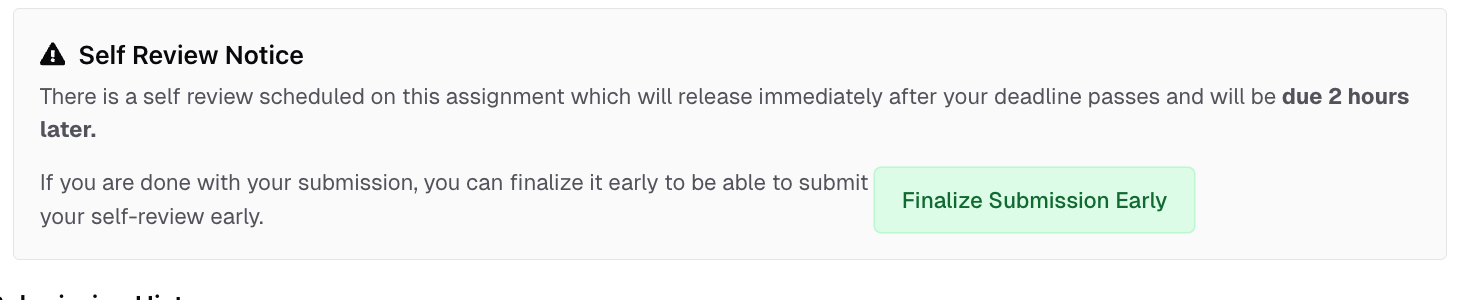 Self Review Notice
There is a self review scheduled on this assignment which will release immediately after your deadline passes and will be due 2 hours
later.
If you are done with your submission, you can finalize it early to be able to submit
your self-review early.
Finalize Submission Early